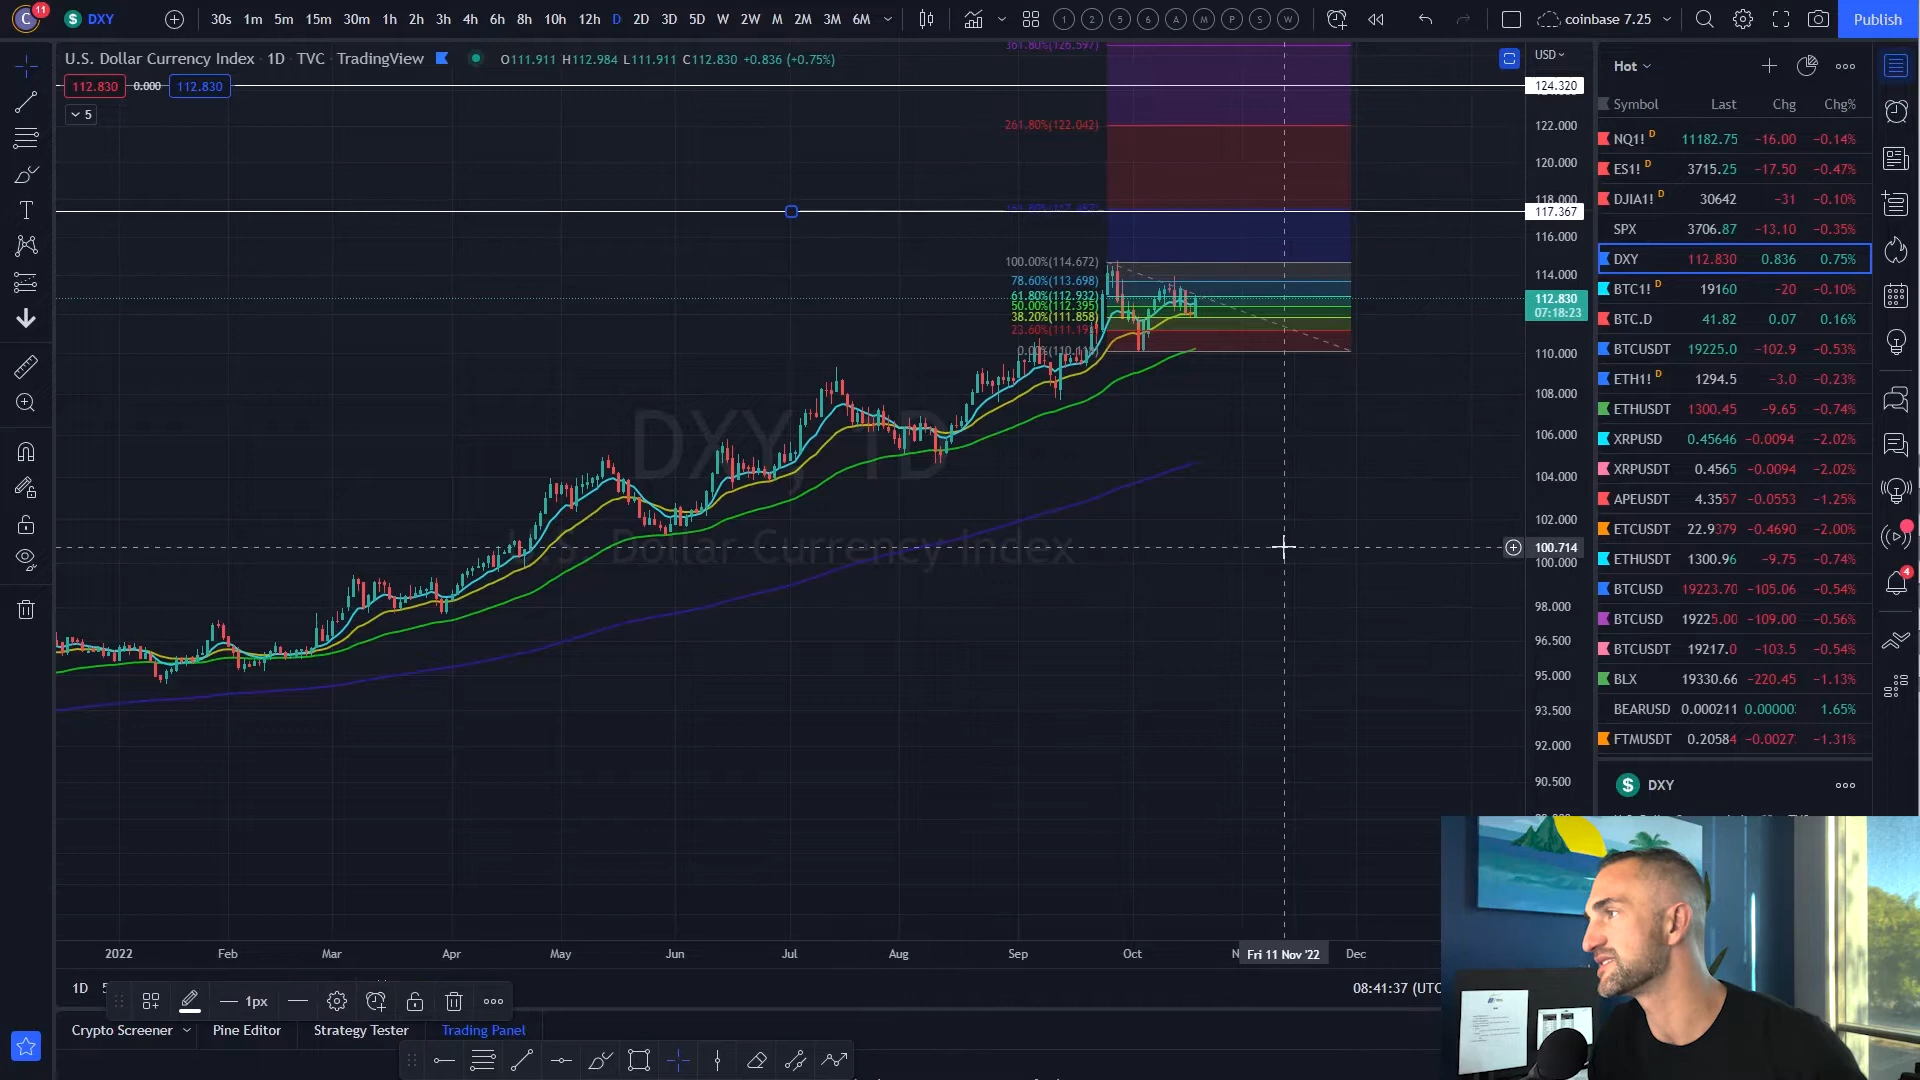 C 11 $ DXY 30s 1m 5m 15m 30m 1h 2h 3h 4h 6h 8h 10h 12h D 2D 3D 5D W 2W M 2M 3M 6M 1 2 5 6 A M P S W coinbase 7.25 Publish
U.S. Dollar Currency Index · 1D · TVC · TradingView O111.911 H112.984 L111.911 C112.830 +0.836 (+0.75%)
112.830 0.000 112.830
5
DXY, 1D
U.S. Dollar Currency Index
361.80%(126.597)
261.80%(122.042)
100.00%(114.672)
78.60%(113.698)
61.80%(112.932)
50.00%(112.395)
38.20%(111.858)
USD
124.320
122.000
120.000
118.000
117.367
116.000
114.000
112.830
07:18:23
110.000
108.000
106.000
104.000
102.000
100.714
100.000
98.000
96.500
95.000
93.500
92.000
90.500
2022 Feb Mar Apr May Jun Jul Aug Sep Oct Fri 11 Nov '22 Dec
1D 08:41:37 (UTC
1px
Crypto Screener Pine Editor Strategy Tester Trading Panel
Hot
Symbol Last Chg Chg%
NQ1! D 11182.75 −16.00 −0.14%
ES1! D 3715.25 −17.50 −0.47%
DJIA1! D 30642 −31 −0.10%
SPX 3706.87 −13.10 −0.35%
DXY 112.830 0.836 0.75%
BTC1! D 19160 −20 −0.10%
BTC.D 41.82 0.07 0.16%
BTCUSDT 19225.0 −102.9 −0.53%
ETH1! D 1294.5 −3.0 −0.23%
ETHUSDT 1300.45 −9.65 −0.74%
XRPUSD 0.45646 −0.0094 −2.02%
XRPUSDT 0.4565 −0.0094 −2.02%
APEUSDT 4.3557 −0.0553 −1.25%
ETCUSDT 22.9379 −0.4690 −2.00%
ETHUSDT 1300.96 −9.75 −0.74%
BTCUSD 19223.70 −105.06 −0.54%
BTCUSD 19225.00 −109.00 −0.56%
BTCUSDT 19217.0 −103.5 −0.54%
BLX 19330.66 −220.45 −1.13%
BEARUSD 0.000211 0.00000 1.65%
FTMUSDT 0.20584 −0.0027 −1.31%
$ DXY
4